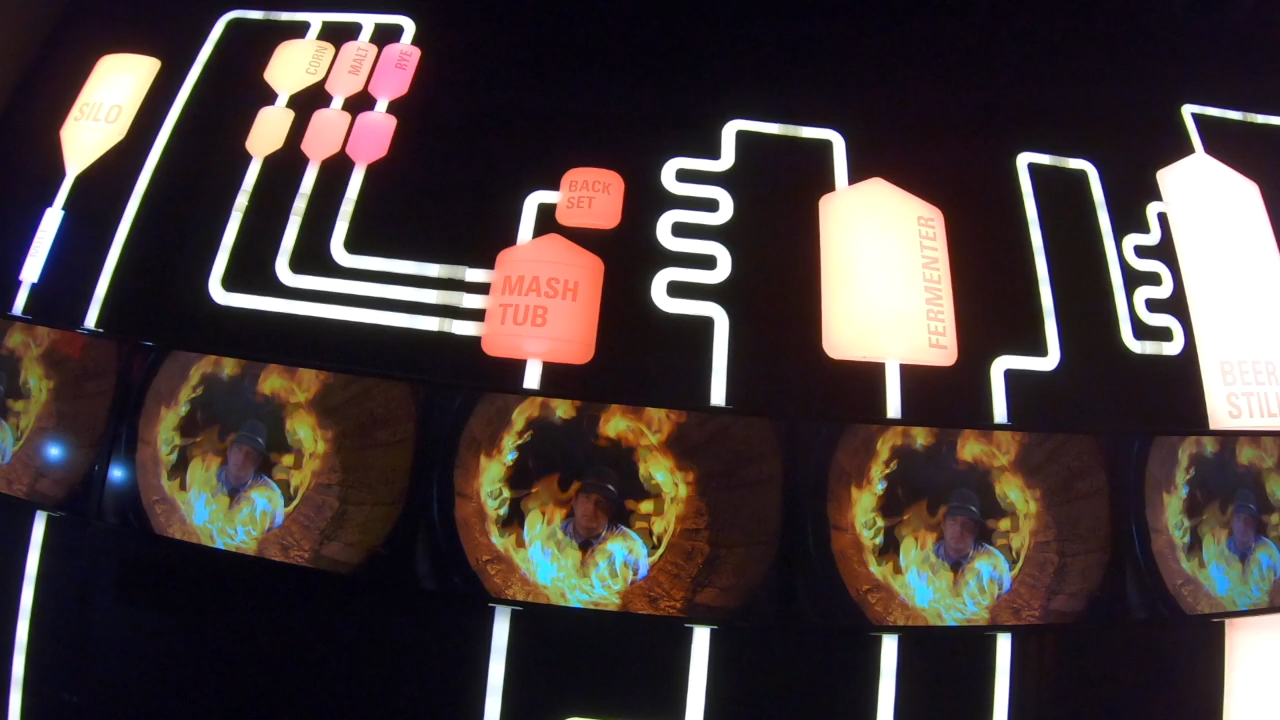 SILO
CORN
MALT
RYE
BACK
SET
MASH
TUB
FERMENTER
BEER
STILL